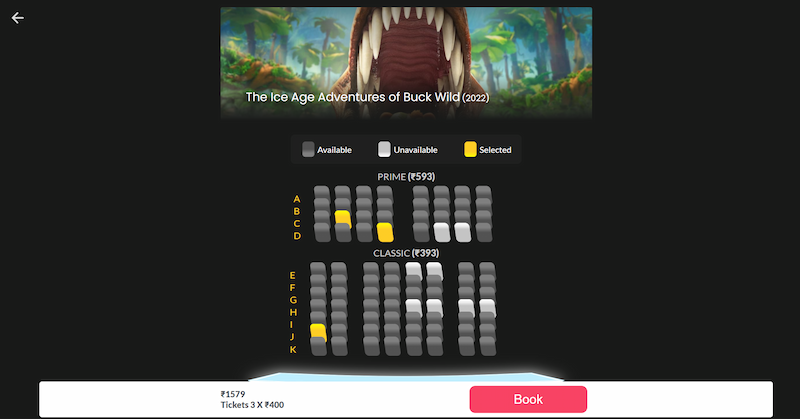 The Ice Age Adventures of Buck Wild (2022)
Available Unavailable Selected
PRIME (₹593)
A
B
C
D
CLASSIC (₹393)
E
F
G
H
I
J
K
₹1579
Tickets 3 X ₹400
Book